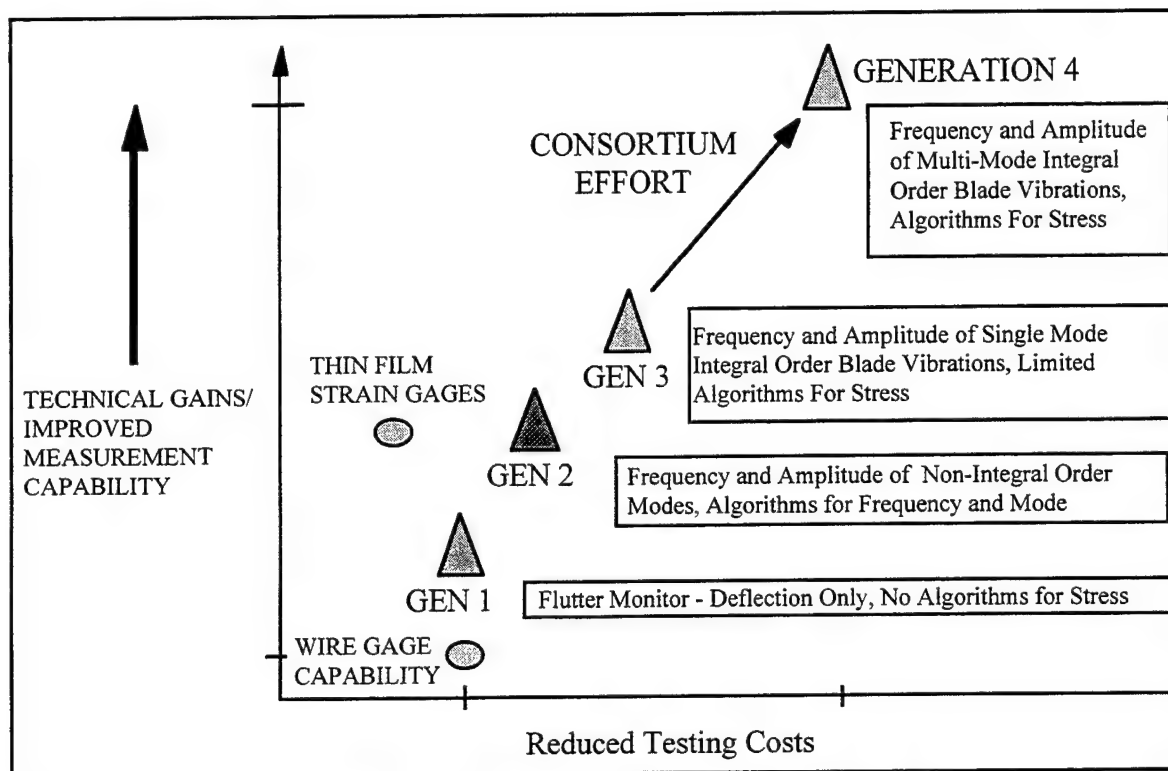 GENERATION 4
Frequency and Amplitude
of Multi-Mode Integral
Order Blade Vibrations,
Algorithms For Stress
CONSORTIUM
EFFORT
Frequency and Amplitude of Single Mode
Integral Order Blade Vibrations, Limited
Algorithms For Stress
GEN 3
THIN FILM
STRAIN GAGES
TECHNICAL GAINS/
IMPROVED
MEASUREMENT
CAPABILITY
GEN 2
Frequency and Amplitude of Non-Integral Order
Modes, Algorithms for Frequency and Mode
GEN 1
Flutter Monitor - Deflection Only, No Algorithms for Stress
WIRE GAGE
CAPABILITY
Reduced Testing Costs